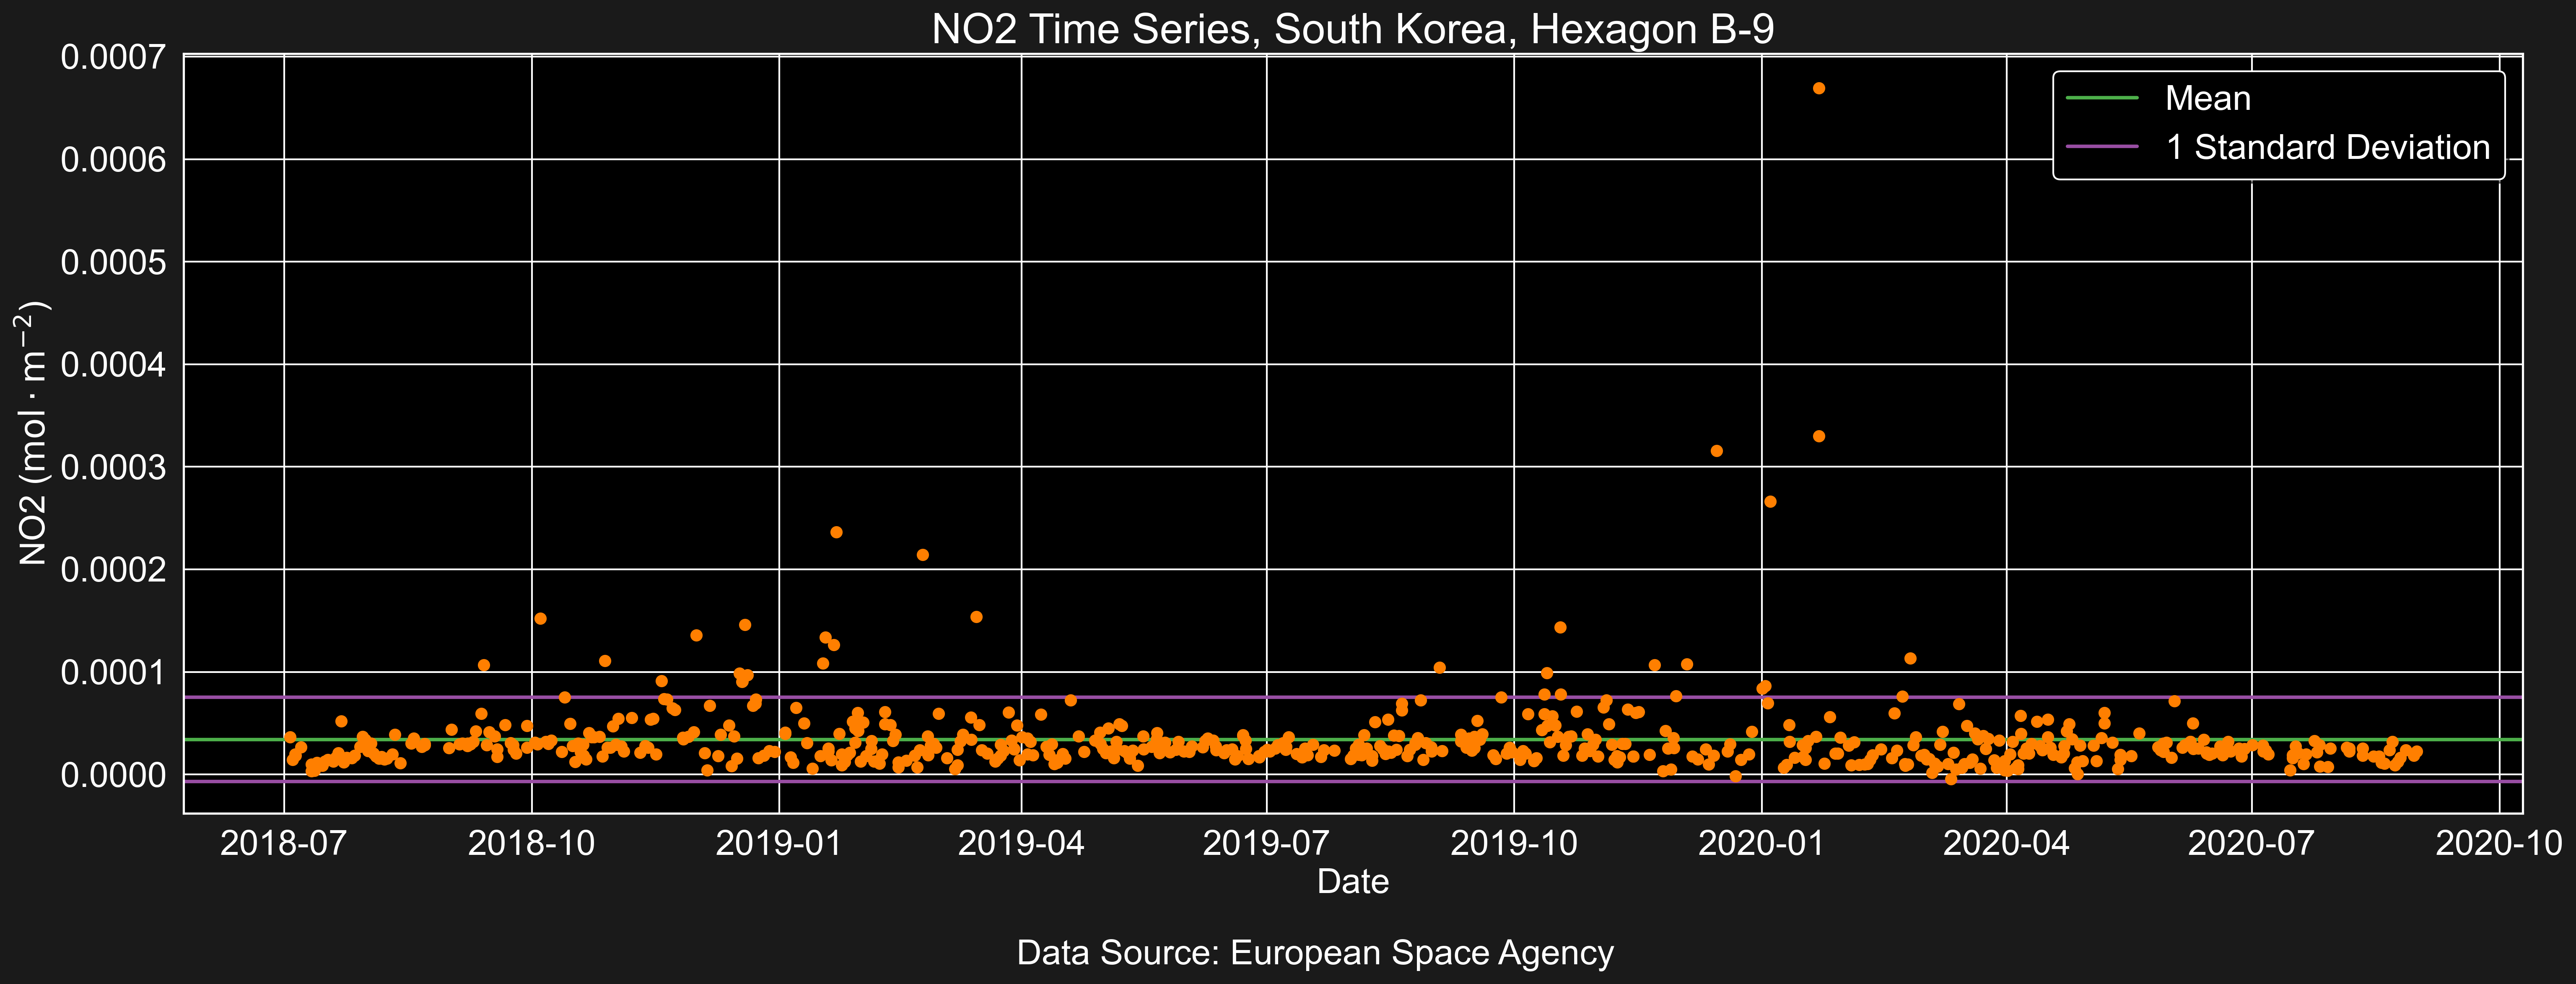 NO2 Time Series, South Korea, Hexagon B-9
Mean
1 Standard Deviation
NO2 (mol · m⁻²)
0.0007
0.0006
0.0005
0.0004
0.0003
0.0002
0.0001
0.0000
2018-07 2018-10 2019-01 2019-04 2019-07 2019-10 2020-01 2020-04 2020-07 2020-10
Date
Data Source: European Space Agency